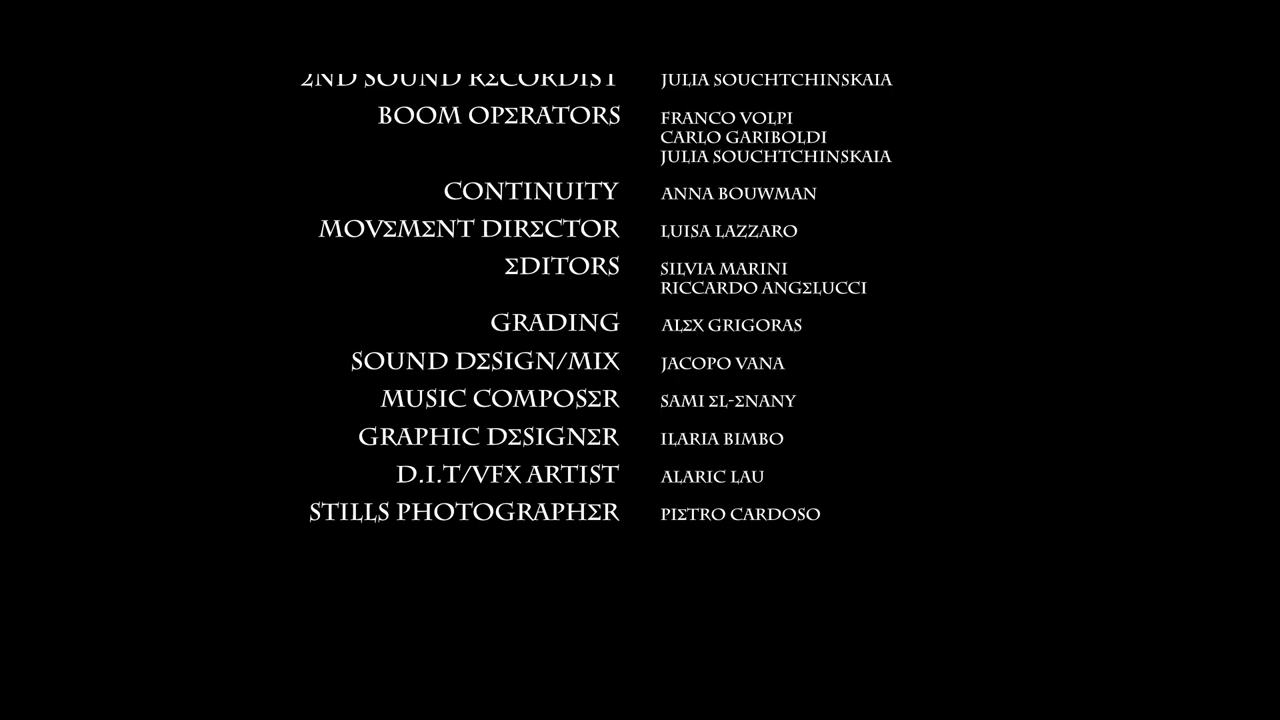 2ND SOUND RECORDIST JULIA SOUCHTCHINSKAIA
BOOM OPERATORS FRANCO VOLPI
CARLO GARIBOLDI
JULIA SOUCHTCHINSKAIA
CONTINUITY ANNA BOUWMAN
MOVEMENT DIRECTOR LUISA LAZZARO
EDITORS SILVIA MARINI
RICCARDO ANGELUCCI
GRADING ALEX GRIGORAS
SOUND DESIGN/MIX JACOPO VANA
MUSIC COMPOSER SAMI EL-ENANY
GRAPHIC DESIGNER ILARIA BIMBO
D.I.T/VFX ARTIST ALARIC LAU
STILLS PHOTOGRAPHER PIETRO CARDOSO